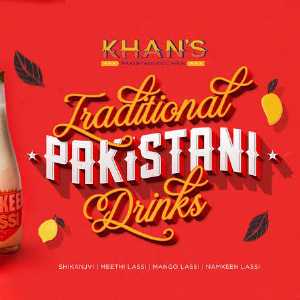 KHAN'S
Traditional
PAKISTANI
Drinks
SHIKANJVI | MEETHI LASSI | MANGO LASSI | NAMKEEN LASSI